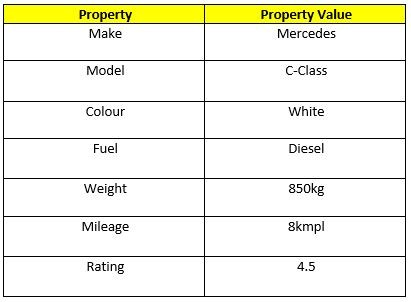 Property Property Value
Make Mercedes
Model C-Class
Colour White
Fuel Diesel
Weight 850kg
Mileage 8kmpl
Rating 4.5